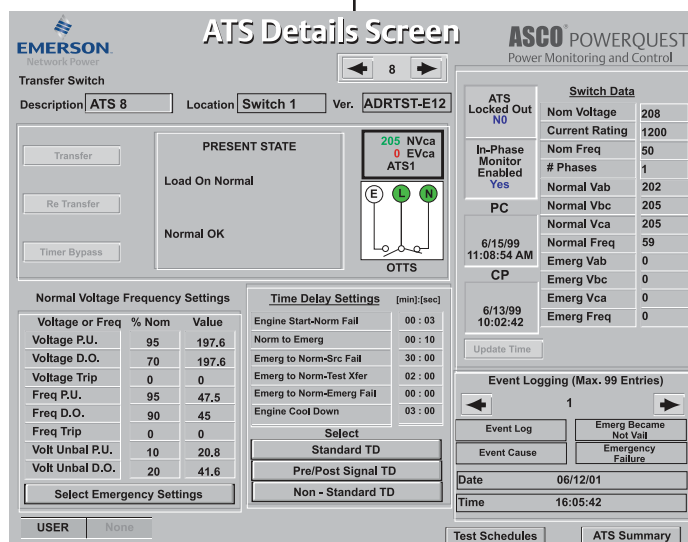 EMERSON
Network Power
ATS Details Screen
ASCO® POWERQUEST
Power Monitoring and Control
Transfer Switch
8
Description ATS 8 Location Switch 1 Ver. ADRTST-E12
Transfer
Re Transfer
Timer Bypass
PRESENT STATE
Load On Normal
Normal OK
205 NVca
0 EVca
ATS1
E L N
OTTS
ATS
Locked Out
N0
In-Phase
Monitor
Enabled
Yes
PC
6/15/99
11:08:54 AM
CP
6/13/99
10:02:42
Update Time
Switch Data
Nom Voltage 208
Current Rating 1200
Nom Freq 50
# Phases 1
Normal Vab 202
Normal Vbc 205
Normal Vca 205
Normal Freq 59
Emerg Vab 0
Emerg Vbc 0
Emerg Vca 0
Emerg Freq 0
Normal Voltage Frequency Settings
Voltage or Freq % Nom Value
Voltage P.U. 95 197.6
Voltage D.O. 70 197.6
Voltage Trip 0 0
Freq P.U. 95 47.5
Freq D.O. 90 45
Freq Trip 0 0
Volt Unbal P.U. 10 20.8
Volt Unbal D.O. 20 41.6
Select Emergency Settings
Time Delay Settings [min]:[sec]
Engine Start-Norm Fail 00 : 03
Norm to Emerg 00 : 10
Emerg to Norm-Src Fail 30 : 00
Emerg to Norm-Test Xfer 02 : 00
Emerg to Norm-Emerg Fail 00 : 00
Engine Cool Down 03 : 00
Select
Standard TD
Pre/Post Signal TD
Non - Standard TD
Event Logging (Max. 99 Entries)
1
Event Log Emerg Became
Not Vail
Event Cause Emergency
Failure
Date 06/12/01
Time 16:05:42
USER None
Test Schedules ATS Summary